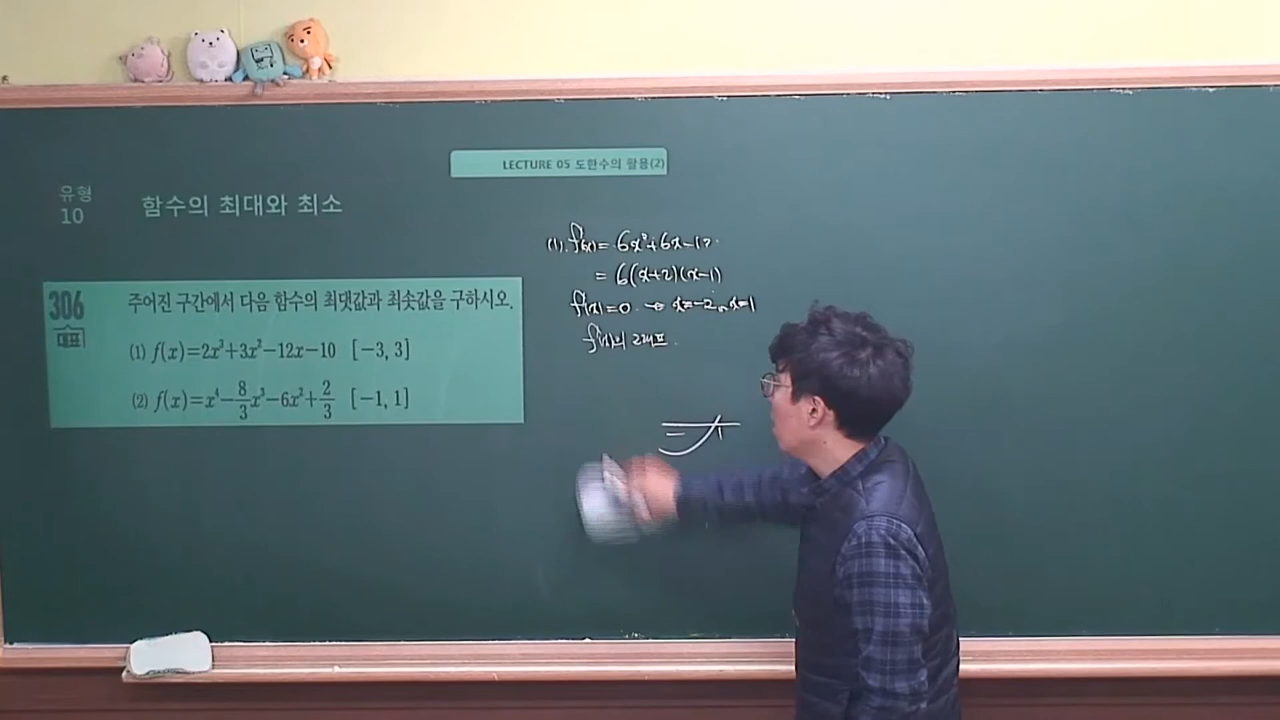 LECTURE 05 도함수의 활용(2)
유형
10
함수의 최대와 최소
306
대표
주어진 구간에서 다음 함수의 최댓값과 최솟값을 구하시오.
(1) f(x)=2x³+3x²-12x-10 [-3, 3]
(2) f(x)=x⁴-8/3x³-6x²+2/3 [-1, 1]
(1). f'(x)= 6x²+6x-12.
= 6(x+2)(x-1)
f'(x)=0. → x=-2 or x=1
f'(x)의 그래프.